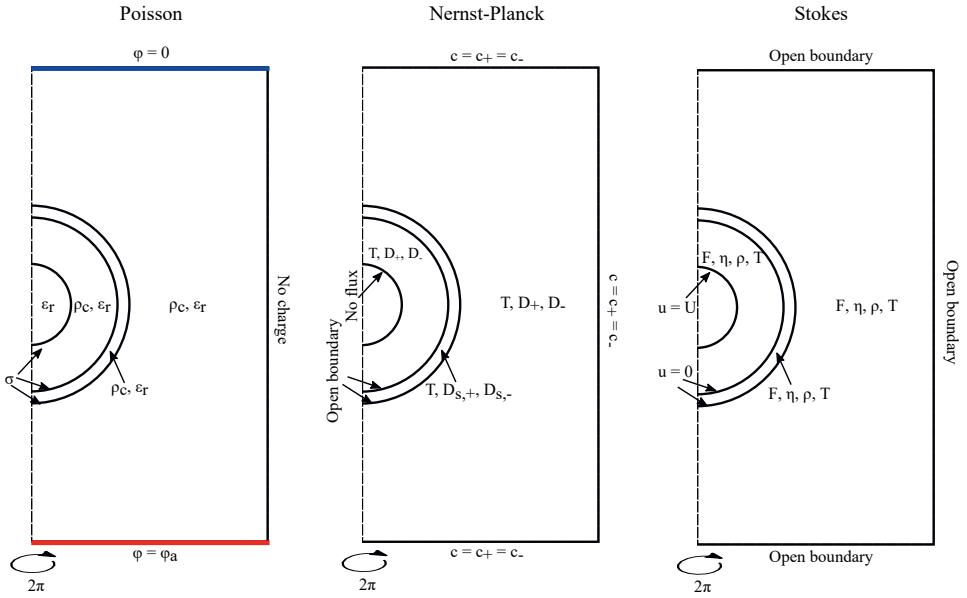 Poisson
φ = 0
εr
ρc, εr
ρc, εr
No charge
σ
ρc, εr
φ = φa
2π
Nernst-Planck
c = c+ = c-
T, D+, D-
No flux
T, D+, D-
c = c+ = c-
Open boundary
T, Ds,+, Ds,-
c = c+ = c-
2π
Stokes
Open boundary
F, η, ρ, T
u = U
F, η, ρ, T
Open boundary
u = 0
F, η, ρ, T
Open boundary
2π